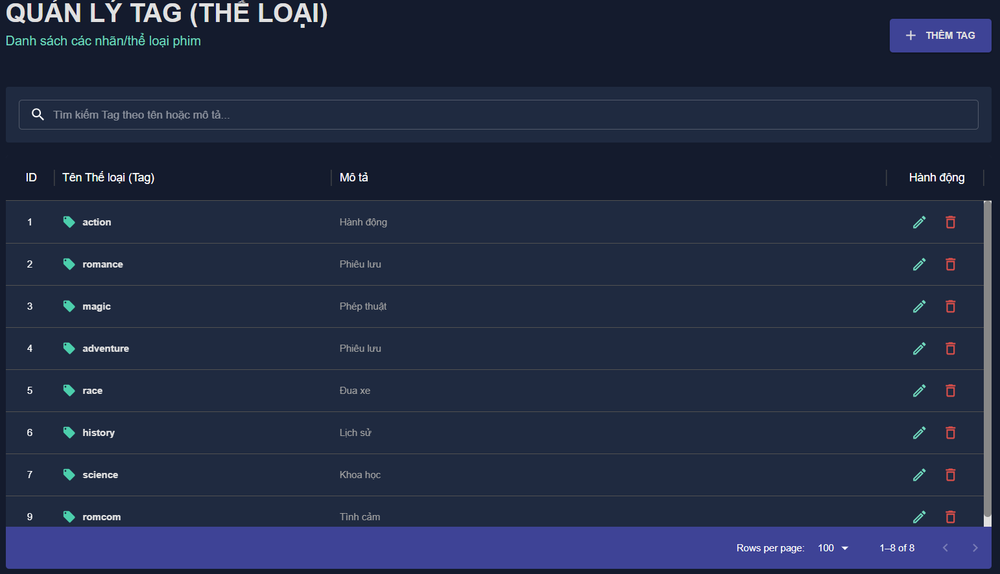 QUẢN LÝ TAG (THỂ LOẠI)
Danh sách các nhãn/thể loại phim
THÊM TAG
Tìm kiếm Tag theo tên hoặc mô tả...
ID Tên Thể loại (Tag) Mô tả Hành động
1 action Hành động
2 romance Phiêu lưu
3 magic Phép thuật
4 adventure Phiêu lưu
5 race Đua xe
6 history Lịch sử
7 science Khoa học
9 romcom Tình cảm
Rows per page: 100 1–8 of 8